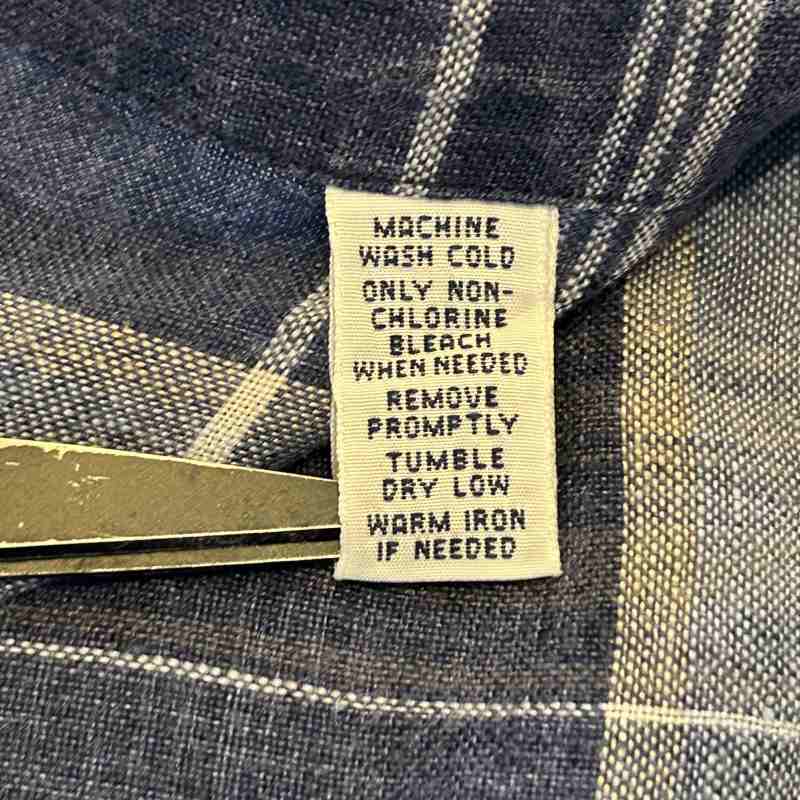 MACHINE
WASH COLD
ONLY NON-
CHLORINE
BLEACH
WHEN NEEDED
REMOVE
PROMPTLY
TUMBLE
DRY LOW
WARM IRON
IF NEEDED